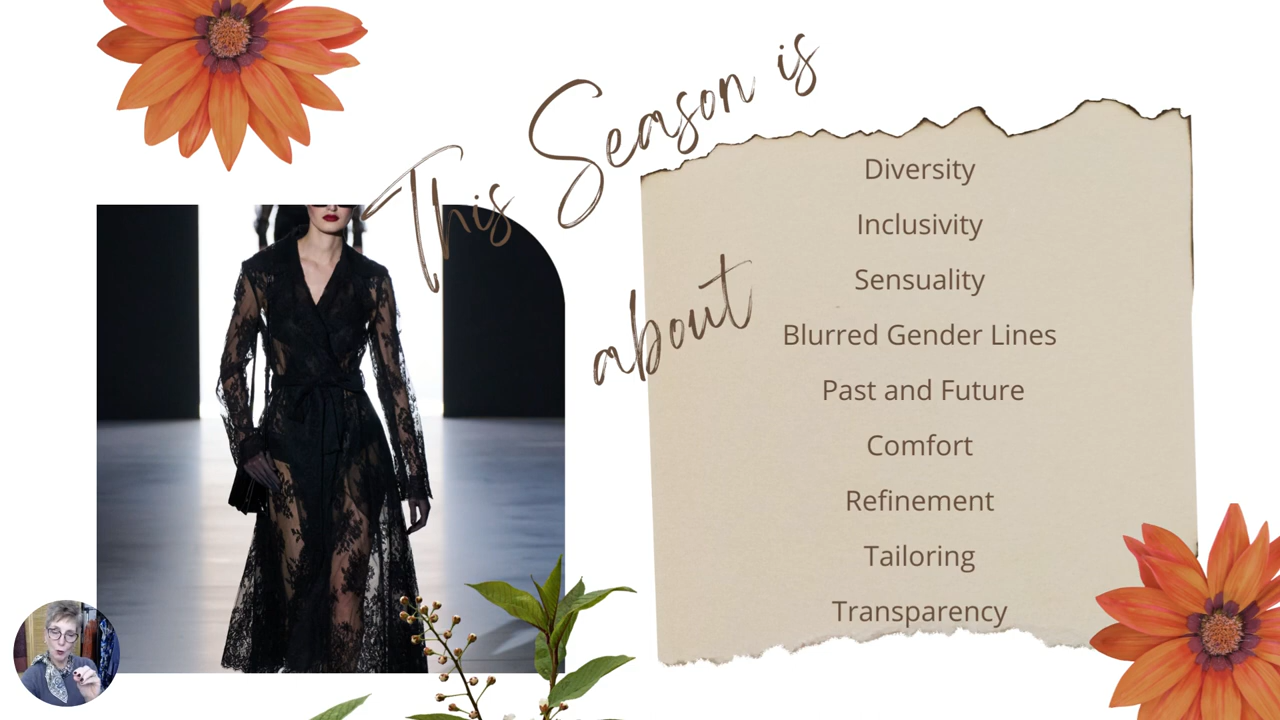 This Season is
about
Diversity
Inclusivity
Sensuality
Blurred Gender Lines
Past and Future
Comfort
Refinement
Tailoring
Transparency